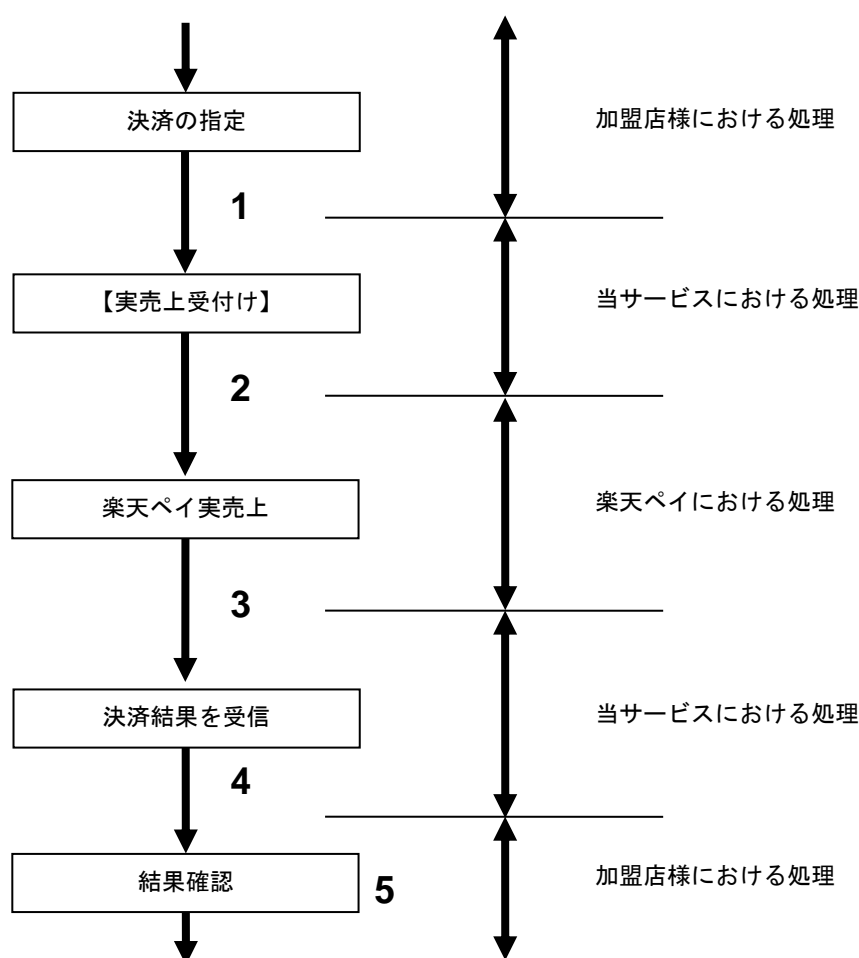 決済の指定
加盟店様における処理
1
【実売上受付け】
当サービスにおける処理
2
楽天ペイ実売上
楽天ペイにおける処理
3
決済結果を受信
当サービスにおける処理
4
結果確認
5
加盟店様における処理